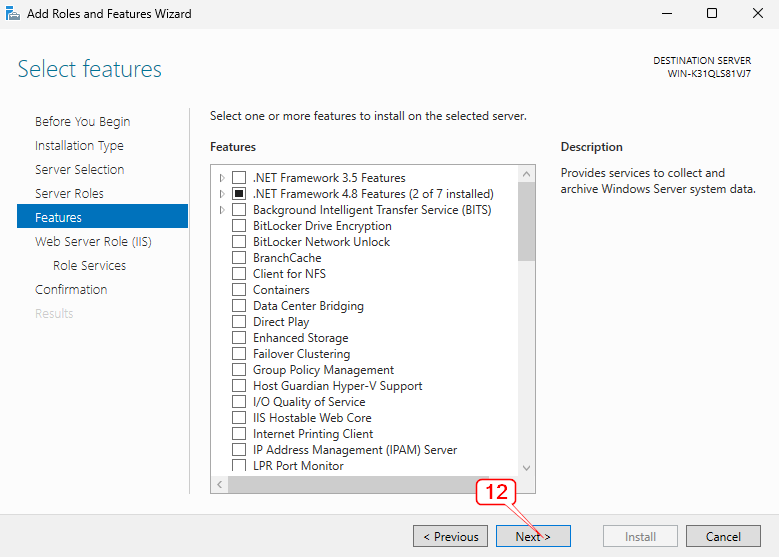 Add Roles and Features Wizard
Select features
DESTINATION SERVER
WIN-K31QLS81VJ7
Before You Begin
Installation Type
Server Selection
Server Roles
Features
Web Server Role (IIS)
Role Services
Confirmation
Results
Select one or more features to install on the selected server.
Features
.NET Framework 3.5 Features
.NET Framework 4.8 Features (2 of 7 installed)
Background Intelligent Transfer Service (BITS)
BitLocker Drive Encryption
BitLocker Network Unlock
BranchCache
Client for NFS
Containers
Data Center Bridging
Direct Play
Enhanced Storage
Failover Clustering
Group Policy Management
Host Guardian Hyper-V Support
I/O Quality of Service
IIS Hostable Web Core
Internet Printing Client
IP Address Management (IPAM) Server
LPR Port Monitor
Description
Provides services to collect and
archive Windows Server system data.
12
< Previous
Next >
Install
Cancel